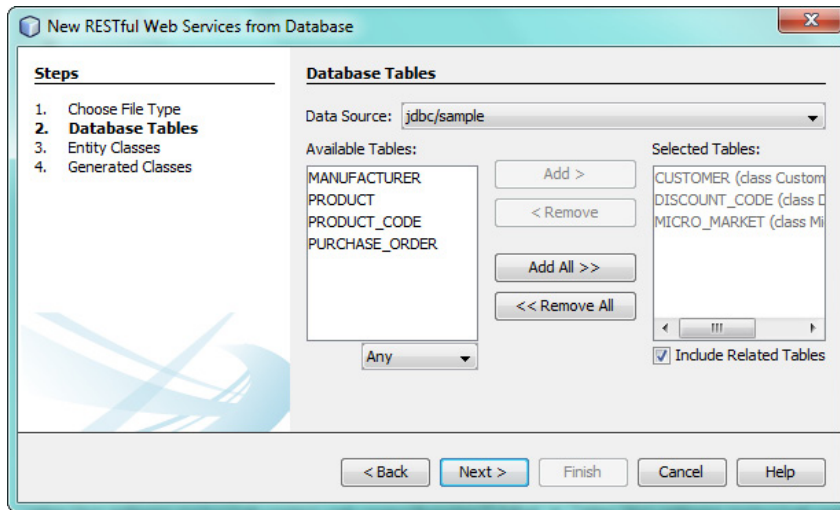 New RESTful Web Services from Database
Steps
1. Choose File Type
2. Database Tables
3. Entity Classes
4. Generated Classes
Database Tables
Data Source: jdbc/sample
Available Tables:
MANUFACTURER
PRODUCT
PRODUCT_CODE
PURCHASE_ORDER
Any
Add >
< Remove
Add All >>
<< Remove All
Selected Tables:
CUSTOMER (class Custom
DISCOUNT_CODE (class D
MICRO_MARKET (class Mi
Include Related Tables
< Back
Next >
Finish
Cancel
Help